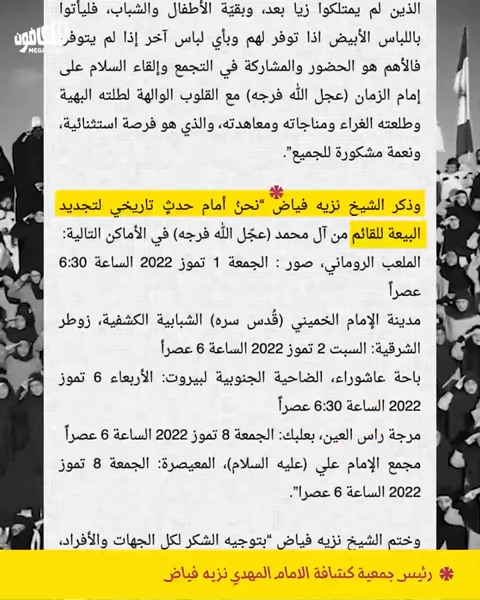 الميغافون
MEGAPHONE
الذين لم يمتلكوا زيا بعد، وبقيّة الأطفال والشباب، فليأتوا
باللباس الأبيض اذا توفر لهم وبأي لباس آخر إذا لم يتوفر
فالأهم هو الحضور والمشاركة في التجمع وإلقاء السلام على
إمام الزمان (عجل الله فرجه) مع القلوب الوالهة لطلته البهية
وطلعته الغراء ومناجاته ومعاهدته، والذي هو فرصة استثنائية،
ونعمة مشكورة للجميع”.
وذكر الشيخ نزيه فياض “نحنُ أمام حدثٍ تاريخي لتجديد
البيعة للقائم من آل محمد (عجّل الله فرجه) في الأماكن التالية:
الملعب الروماني، صور : الجمعة 1 تموز 2022 الساعة 6:30
عصراً
مدينة الإمام الخميني (قُدس سره) الشبابية الكشفية، زوطر
الشرقية: السبت 2 تموز 2022 الساعة 6 عصرأ
باحة عاشوراء، الضاحية الجنوبية لبيروت: الأربعاء 6 تموز
2022 الساعة 6:30 عصراً
مرجة راس العين، بعلبك: الجمعة 8 تموز 2022 الساعة 6 عصراً
مجمع الإمام علي (عليه السلام)، المعيصرة: الجمعة 8 تموز
2022 الساعة 6 عصرا”.
وختم الشيخ نزيه فياض “بتوجيه الشكر لكل الجهات والأفراد،
رئيس جمعية كشافة الامام المهدي نزيه فياض